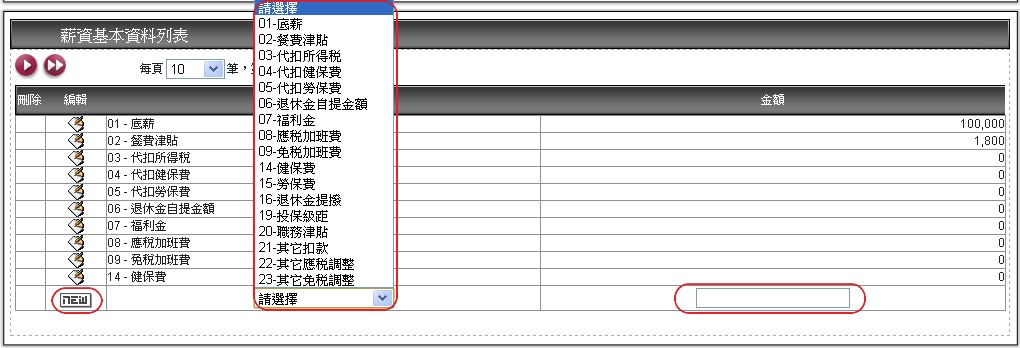 薪資基本資料列表
每頁 10 筆，
刪除 編輯 金額
01 - 底薪 100,000
02 - 餐費津貼 1,800
03 - 代扣所得稅 0
04 - 代扣健保費 0
05 - 代扣勞保費 0
06 - 退休金自提金額 0
07 - 福利金 0
08 - 應稅加班費 0
09 - 免稅加班費 0
14 - 健保費 0
NEW
請選擇
01-底薪
02-餐費津貼
03-代扣所得稅
04-代扣健保費
05-代扣勞保費
06-退休金自提金額
07-福利金
08-應稅加班費
09-免稅加班費
14-健保費
15-勞保費
16-退休金提撥
19-投保級距
20-職務津貼
21-其它扣款
22-其它應稅調整
23-其它免稅調整
請選擇